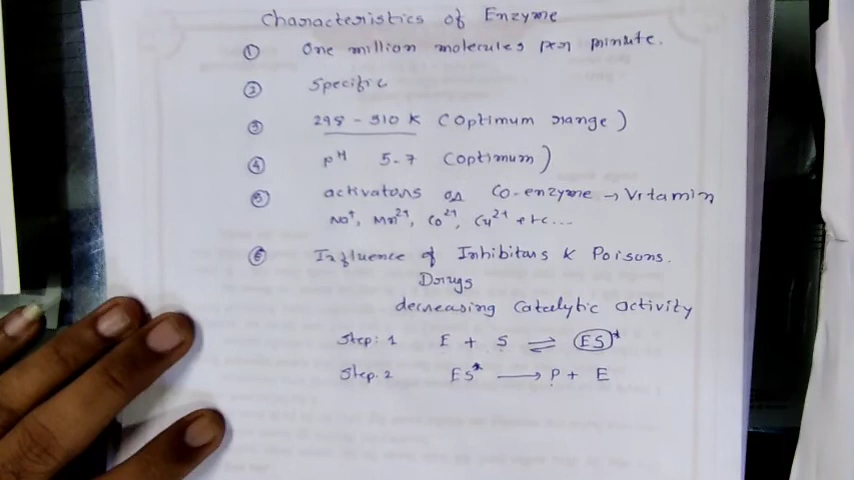 Characteristics of Enzyme
① One million molecules per minute.
② Specific
③ 298 - 310 K (Optimum range)
④ pH 5-7 (optimum)
⑤ activators or Co-enzyme → Vitamin
Na⁺, Mn²⁺, Co²⁺, Cu²⁺ etc...
⑥ Influence of Inhibitors & Poisons.
Drugs
decreasing Catalytic activity
Step: 1 E + S ⇌ (ES)*
Step. 2 ES* ⟶ P + E